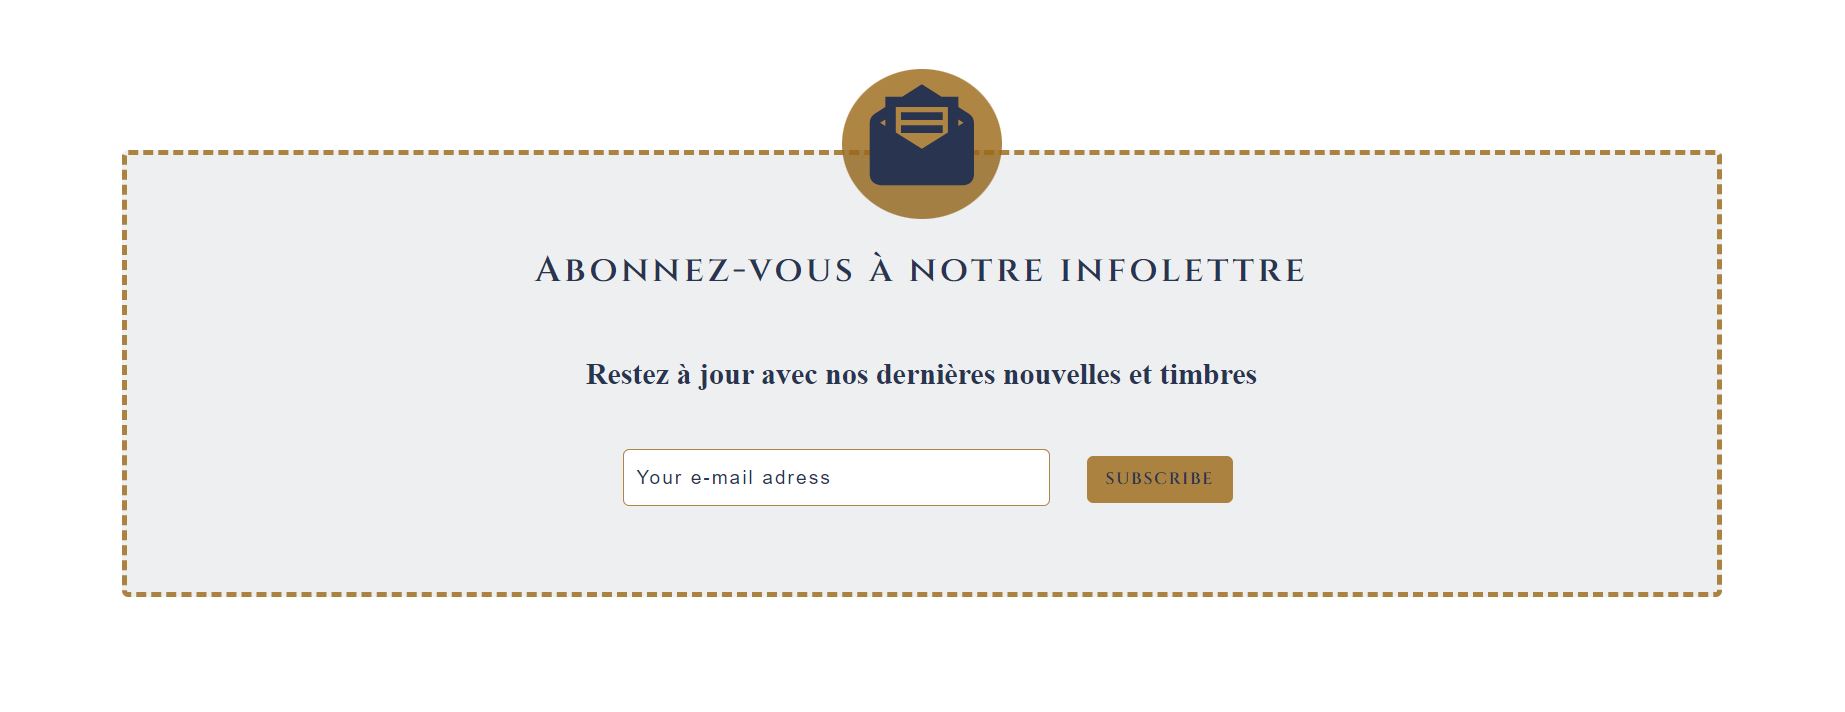 Abonnez-vous à notre infolettre
Restez à jour avec nos dernières nouvelles et timbres
Your e-mail adress
SUBSCRIBE